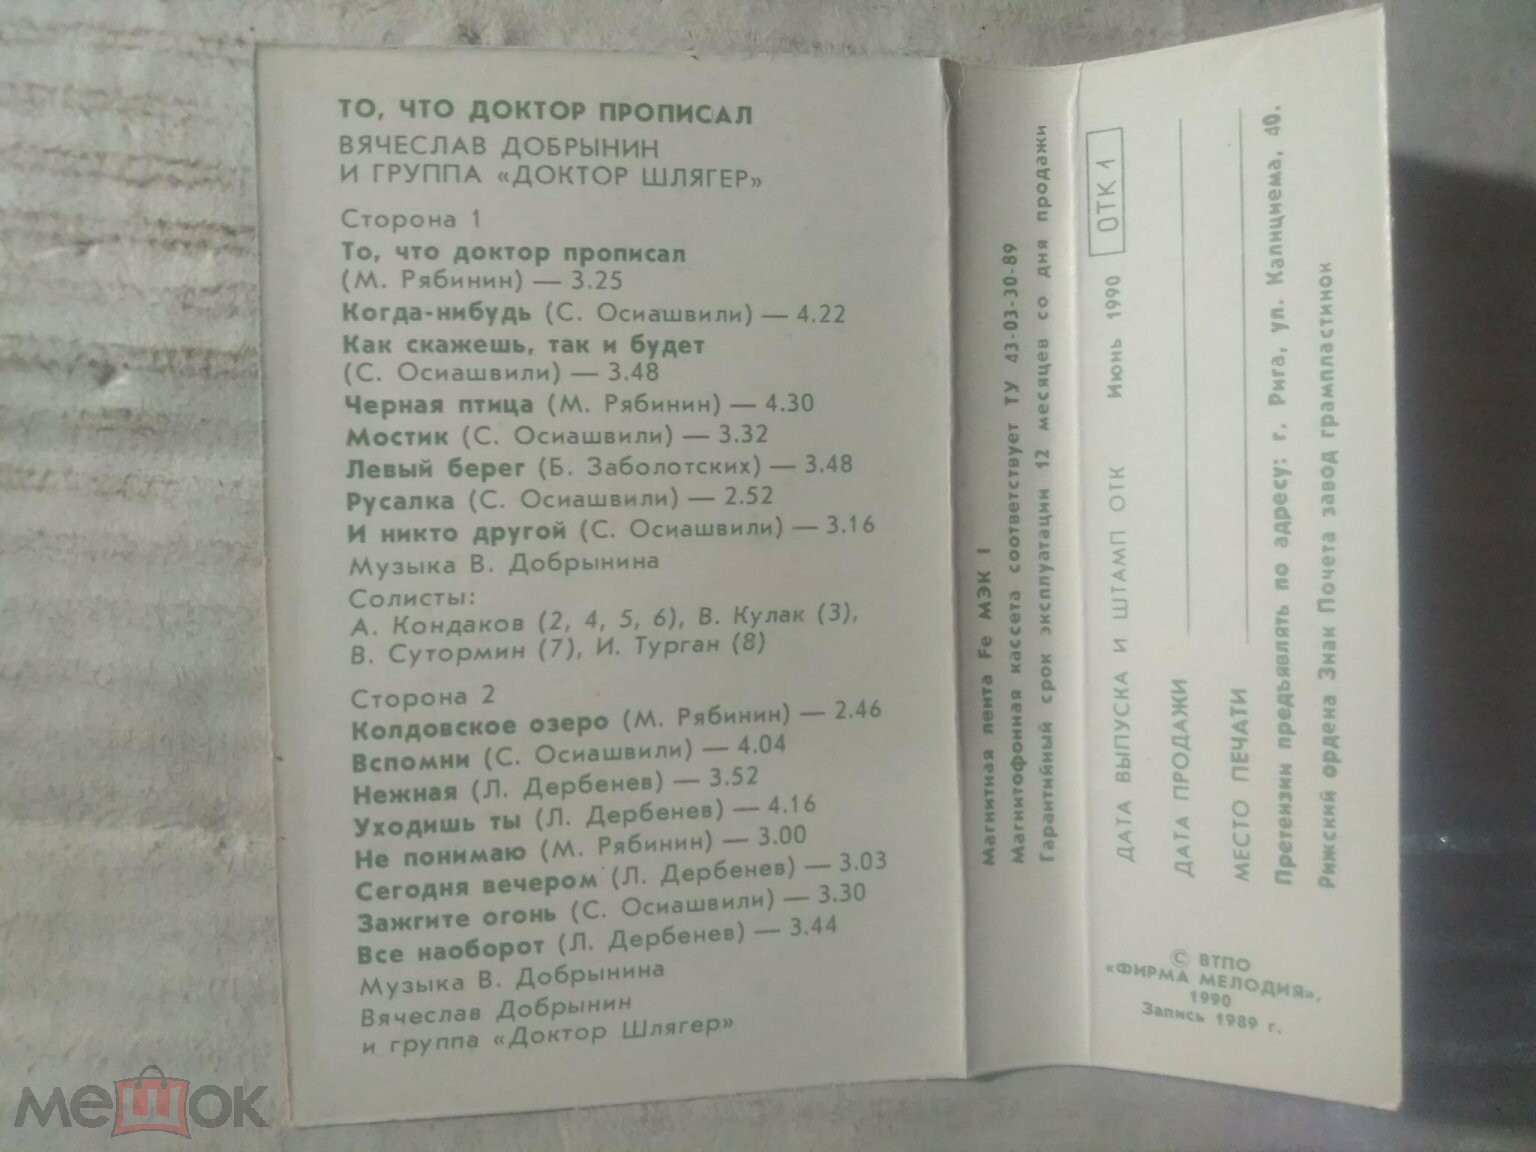 ТО, ЧТО ДОКТОР ПРОПИСАЛ
ВЯЧЕСЛАВ ДОБРЫНИН
И ГРУППА «ДОКТОР ШЛЯГЕР»
Сторона 1
То, что доктор прописал
(М. Рябинин) — 3.25
Когда-нибудь (С. Осиашвили) — 4.22
Как скажешь, так и будет
(С. Осиашвили) — 3.48
Черная птица (М. Рябинин) — 4.30
Мостик (С. Осиашвили) — 3.32
Левый берег (Б. Заболотских) — 3.48
Русалка (С. Осиашвили) — 2.52
И никто другой (С. Осиашвили) — 3.16
Музыка В. Добрынина
Солисты:
А. Кондаков (2, 4, 5, 6), В. Кулак (3),
В. Сутормин (7), И. Турган (8)
Сторона 2
Колдовское озеро (М. Рябинин) — 2.46
Вспомни (С. Осиашвили) — 4.04
Нежная (Л. Дербенев) — 3.52
Уходишь ты (Л. Дербенев) — 4.16
Не понимаю (М. Рябинин) — 3.00
Сегодня вечером (Л. Дербенев) — 3.03
Зажгите огонь (С. Осиашвили) — 3.30
Все наоборот (Л. Дербенев) — 3.44
Музыка В. Добрынина
Вячеслав Добрынин
и группа «Доктор Шлягер»
Магнитная лента Fe МЭК I
Магнитофонная кассета соответствует ТУ 43-03-30-89
Гарантийный срок эксплуатации 12 месяцев со дня продажи
ДАТА ВЫПУСКА И ШТАМП ОТК Июнь 1990 ОТК 1
ДАТА ПРОДАЖИ
МЕСТО ПЕЧАТИ
Претензии предъявлять по адресу: г. Рига, ул. Калнциема, 40.
Рижский ордена Знак Почета завод грампластинок
© ВТПО
«ФИРМА МЕЛОДИЯ»,
1990
Запись 1989 г.
мешок